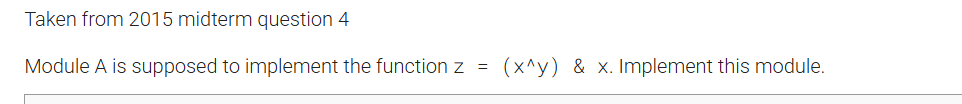 Taken from 2015 midterm question 4
Module A is supposed to implement the function z = (x^y) & x. Implement this module.